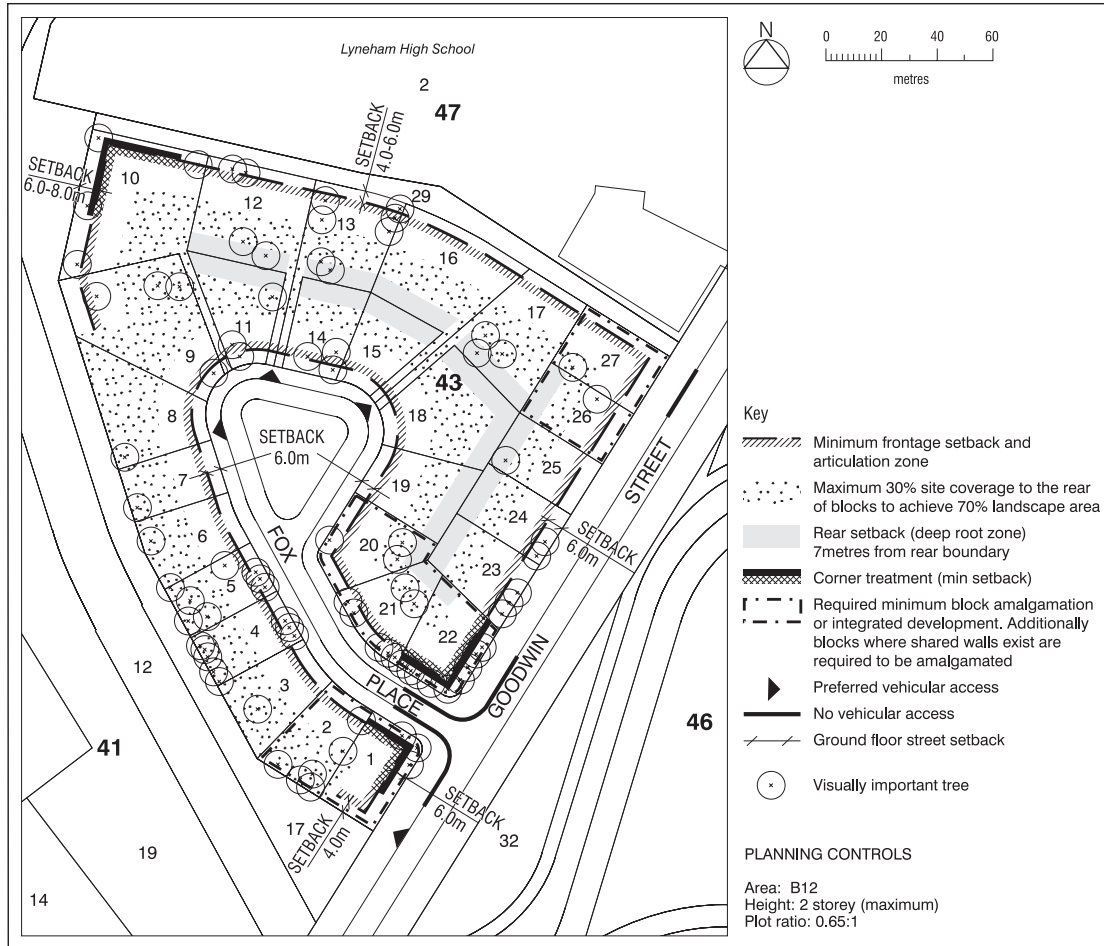 Lyneham High School
2
47
SETBACK
4.0-6.0m
SETBACK
6.0-8.0m
10
12
13
29
16
17
27
26
11
14
15
43
9
18
8
SETBACK
6.0m
7
19
25
24
SETBACK
6.0m
6
20
23
5
21
22
4
12
3
2
1
FOX
PLACE
GOODWIN
STREET
41
46
SETBACK
6.0m
17
SETBACK
4.0m
32
19
14
N
0 20 40 60
metres
Key
Minimum frontage setback and
articulation zone
Maximum 30% site coverage to the rear
of blocks to achieve 70% landscape area
Rear setback (deep root zone)
7metres from rear boundary
Corner treatment (min setback)
Required minimum block amalgamation
or integrated development. Additionally
blocks where shared walls exist are
required to be amalgamated
Preferred vehicular access
No vehicular access
Ground floor street setback
Visually important tree
PLANNING CONTROLS
Area: B12
Height: 2 storey (maximum)
Plot ratio: 0.65:1